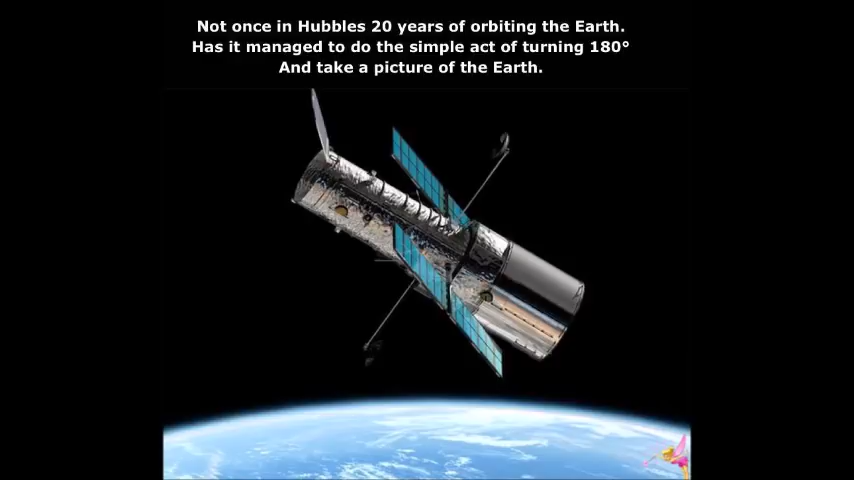 Not once in Hubbles 20 years of orbiting the Earth.
Has it managed to do the simple act of turning 180°
And take a picture of the Earth.